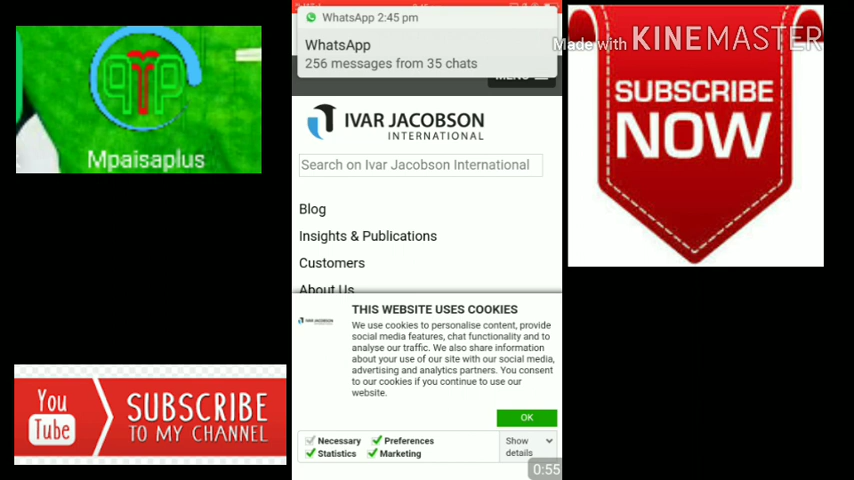 Mpaisaplus
You
Tube
SUBSCRIBE
TO MY CHANNEL
WhatsApp 2:45 pm
WhatsApp
256 messages from 35 chats
MENU
IVAR JACOBSON
INTERNATIONAL
Search on Ivar Jacobson International
Blog
Insights & Publications
Customers
About Us
THIS WEBSITE USES COOKIES
IVAR JACOBSON
We use cookies to personalise content, provide
social media features, chat functionality and to
analyse our traffic. We also share information
about your use of our site with our social media,
advertising and analytics partners. You consent
to our cookies if you continue to use our
website.
OK
Necessary Preferences
Statistics Marketing
Show
details
0:55
Made with KINEMASTER
SUBSCRIBE
NOW